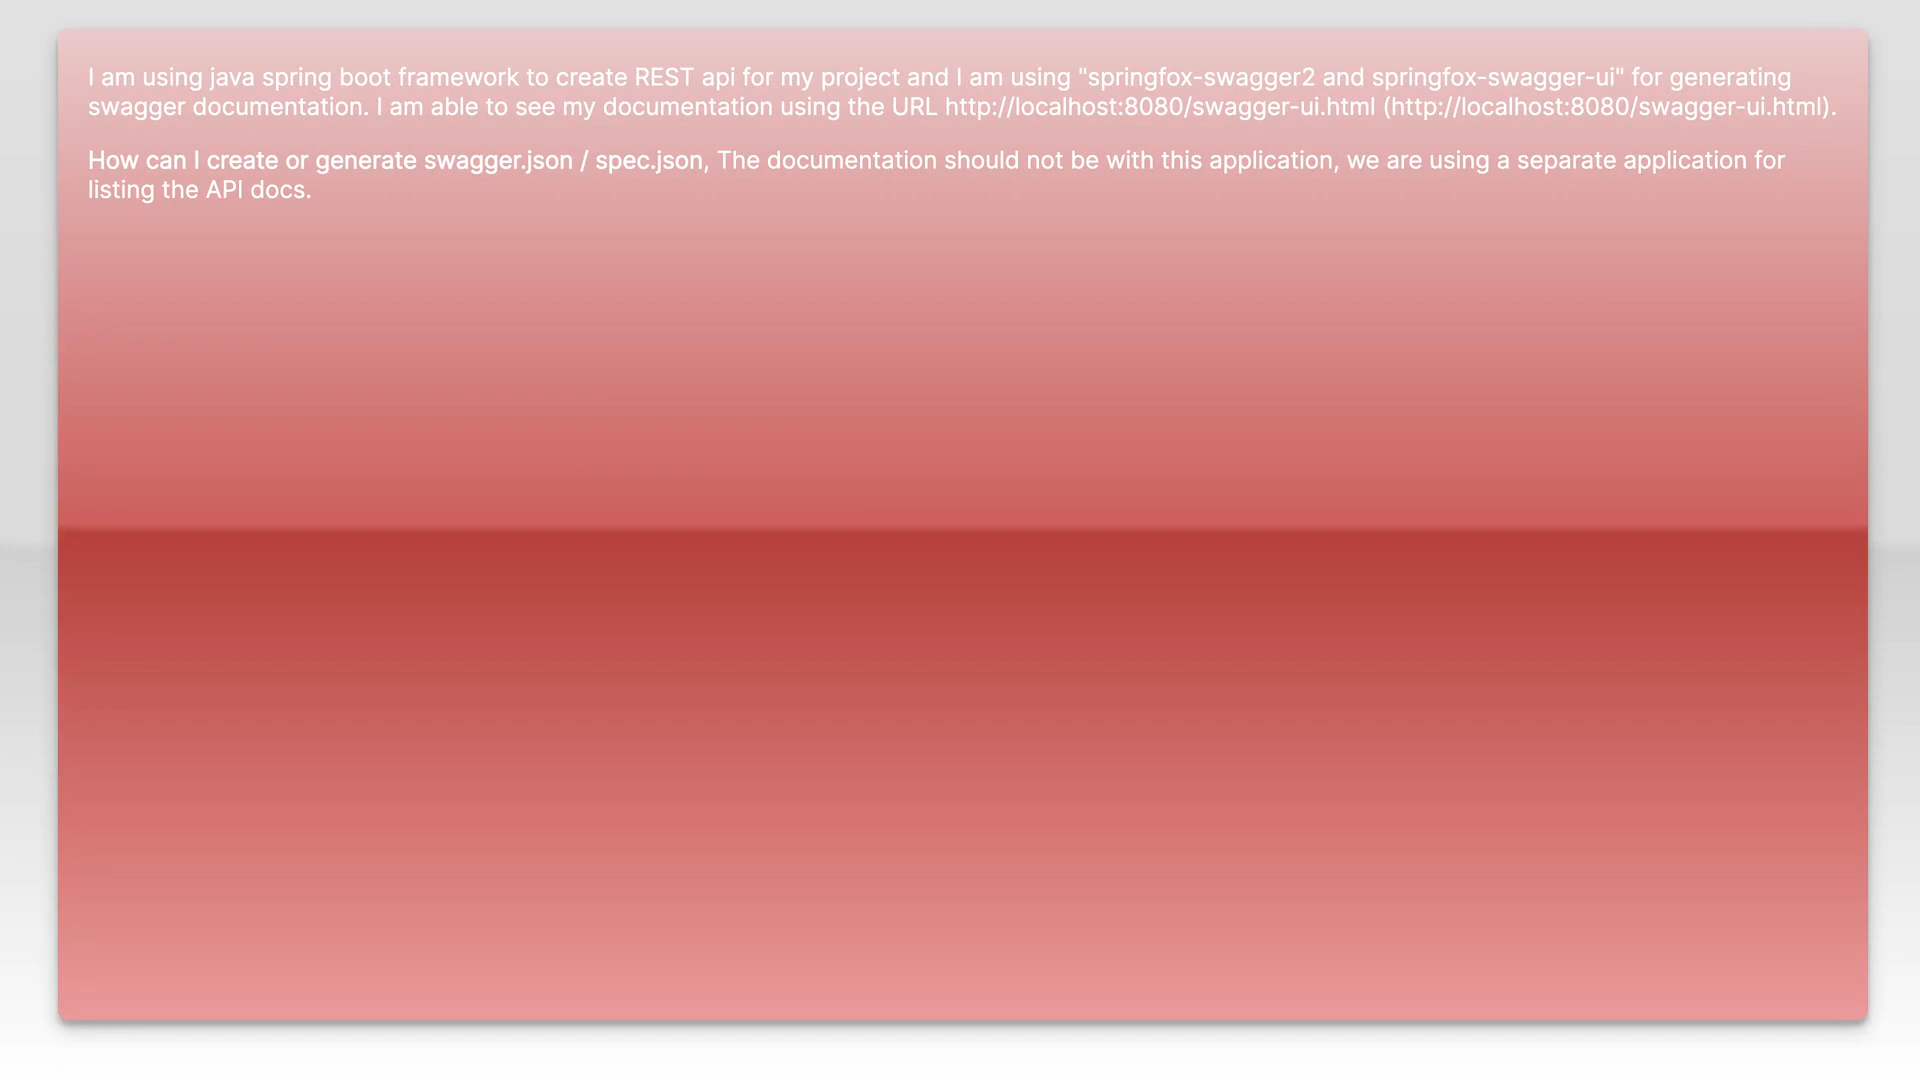 I am using java spring boot framework to create REST api for my project and I am using "springfox-swagger2 and springfox-swagger-ui" for generating
swagger documentation. I am able to see my documentation using the URL http://localhost:8080/swagger-ui.html (http://localhost:8080/swagger-ui.html).
How can I create or generate swagger.json / spec.json, The documentation should not be with this application, we are using a separate application for
listing the API docs.